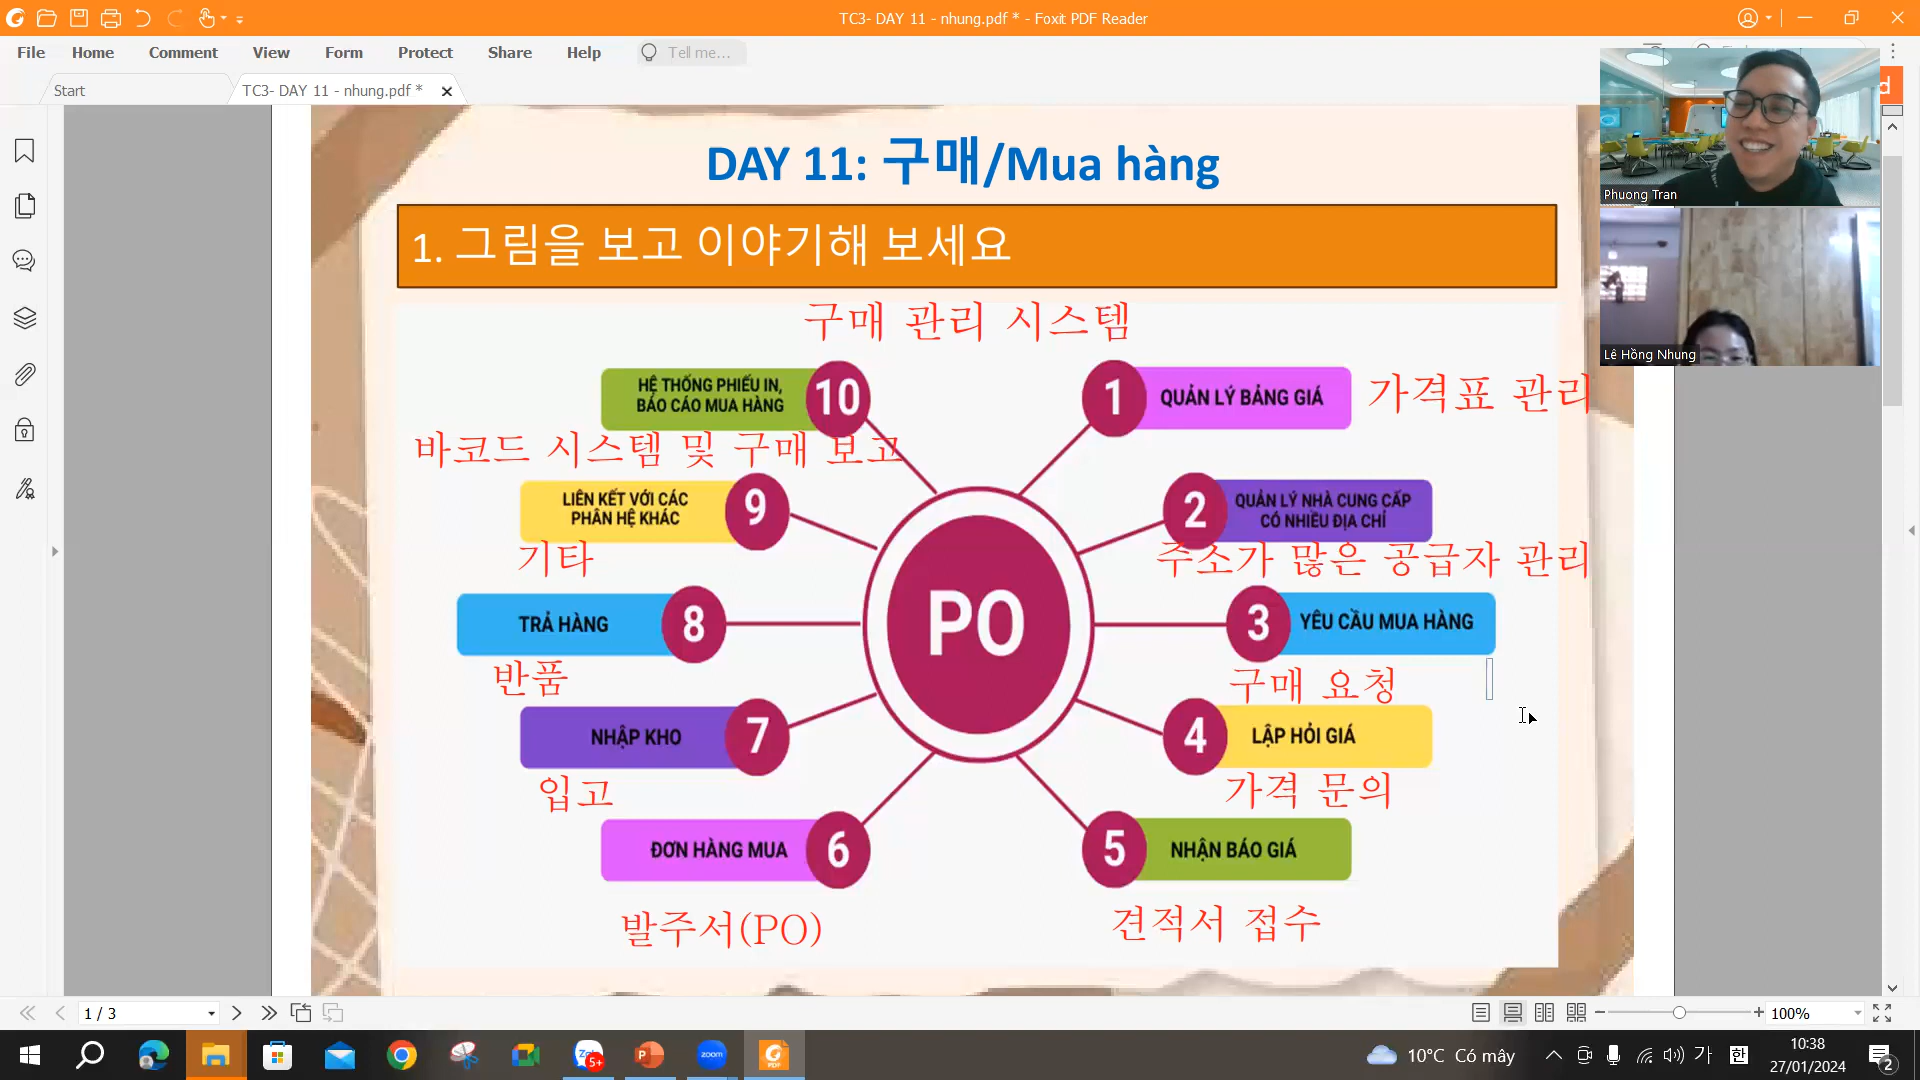 TC3- DAY 11 - nhung.pdf * - Foxit PDF Reader
File Home Comment View Form Protect Share Help Tell me...
Start
TC3- DAY 11 - nhung.pdf *
DAY 11: 구매/Mua hàng
1. 그림을 보고 이야기해 보세요
Phuong Tran
Lê Hồng Nhung
구매 관리 시스템
HỆ THỐNG PHIẾU IN,
BÁO CÁO MUA HÀNG
10
바코드 시스템 및 구매 보고
1
QUẢN LÝ BẢNG GIÁ
가격표 관리
LIÊN KẾT VỚI CÁC
PHÂN HỆ KHÁC
9
기타
2
QUẢN LÝ NHÀ CUNG CẤP
CÓ NHIỀU ĐỊA CHỈ
주소가 많은 공급자 관리
TRẢ HÀNG
8
반품
PO
3
YÊU CẦU MUA HÀNG
구매 요청
NHẬP KHO
7
입고
4
LẬP HỎI GIÁ
가격 문의
ĐƠN HÀNG MUA
6
발주서(PO)
5
NHẬN BÁO GIÁ
견적서 접수
1 / 3
100%
zoom
5+
10°C Có mây
가
한
10:38
27/01/2024
2